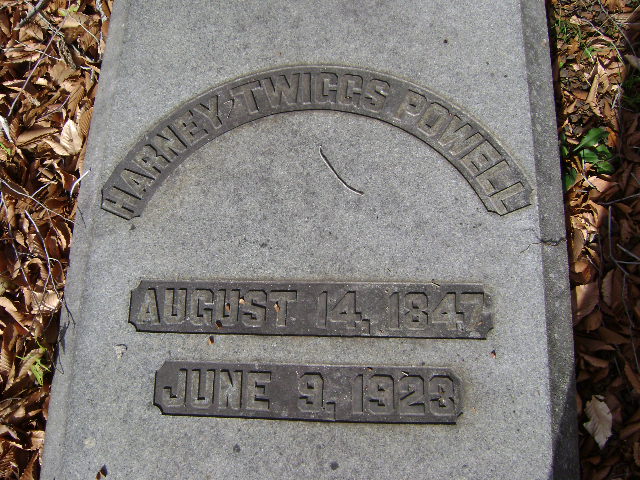 HARNEY TWIGGS POWELL
AUGUST 14, 1847
JUNE 9, 1923